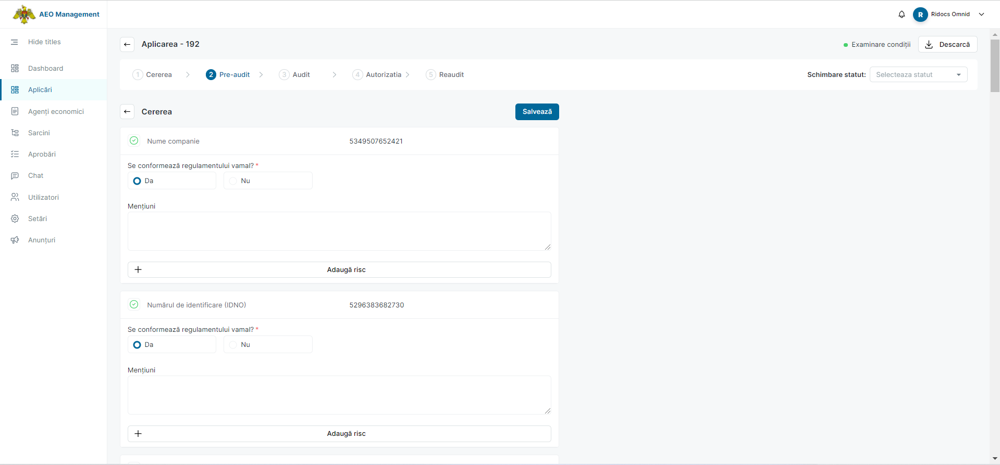 AEO Management
R
Ridocs Omnid
Hide titles
Dashboard
Aplicări
Agenți economici
Sarcini
Aprobări
Chat
Utilizatori
Setări
Anunțuri
Aplicarea - 192
Examinare condiții
Descarcă
1 Cererea
2 Pre-audit
3 Audit
4 Autorizatia
5 Reaudit
Schimbare statut:
Selecteaza statut
Cererea
Salvează
Nume companie
5349507652421
Se conformează regulamentului vamal? *
Da
Nu
Mențiuni
Adaugă risc
Numărul de identificare (IDNO)
5296383682730
Se conformează regulamentului vamal? *
Da
Nu
Mențiuni
Adaugă risc